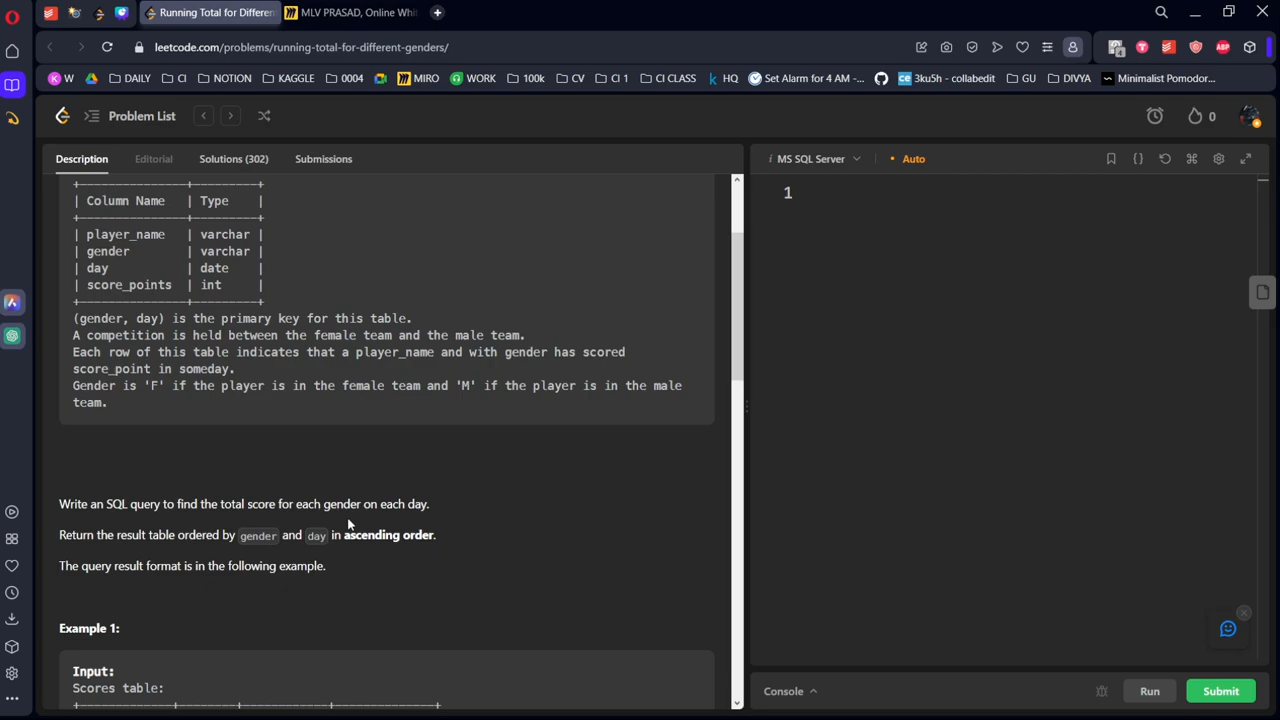 Running Total for Differen
MLV PRASAD, Online Whit
leetcode.com/problems/running-total-for-different-genders/
W
DAILY
CI
NOTION
KAGGLE
0004
MIRO
WORK
100k
CV
CI 1
CI CLASS
HQ
Set Alarm for 4 AM -...
3ku5h - collabedit
GU
DIVYA
Minimalist Pomodor...
Problem List
0
Description
Editorial
Solutions (302)
Submissions
MS SQL Server
Auto
+---------------+---------+
| Column Name   | Type    |
+---------------+---------+
| player_name   | varchar |
| gender        | varchar |
| day           | date    |
| score_points  | int     |
+---------------+---------+
(gender, day) is the primary key for this table.
A competition is held between the female team and the male team.
Each row of this table indicates that a player_name and with gender has scored
score_point in someday.
Gender is 'F' if the player is in the female team and 'M' if the player is in the male
team.
Write an SQL query to find the total score for each gender on each day.
Return the result table ordered by gender and day in ascending order.
The query result format is in the following example.
Example 1:
Input:
Scores table:
1
Console
Run
Submit